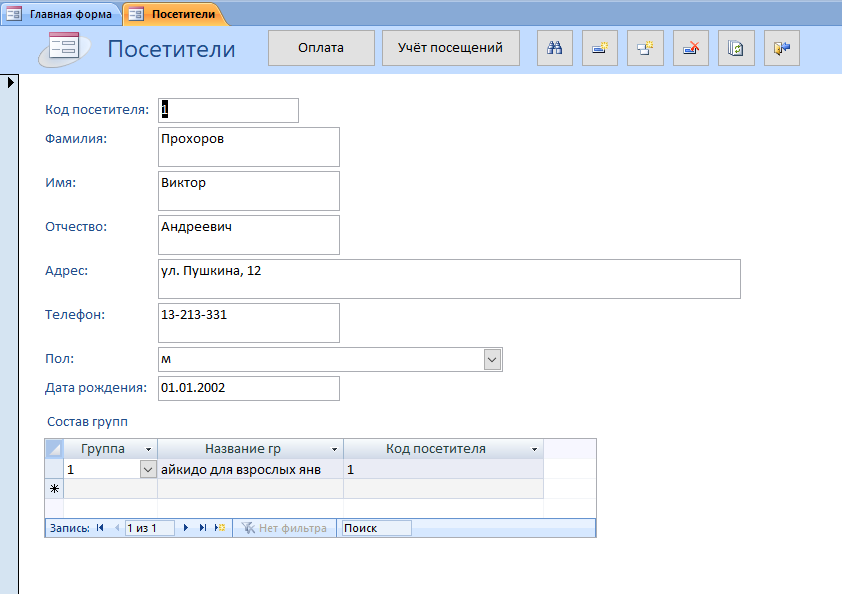 Главная форма Посетители
Посетители Оплата Учёт посещений
Код посетителя: 1
Фамилия: Прохоров
Имя: Виктор
Отчество: Андреевич
Адрес: ул. Пушкина, 12
Телефон: 13-213-331
Пол: м
Дата рождения: 01.01.2002
Состав групп
Группа Название гр Код посетителя
1 айкидо для взрослых янв 1
Запись: 1 из 1 Нет фильтра Поиск